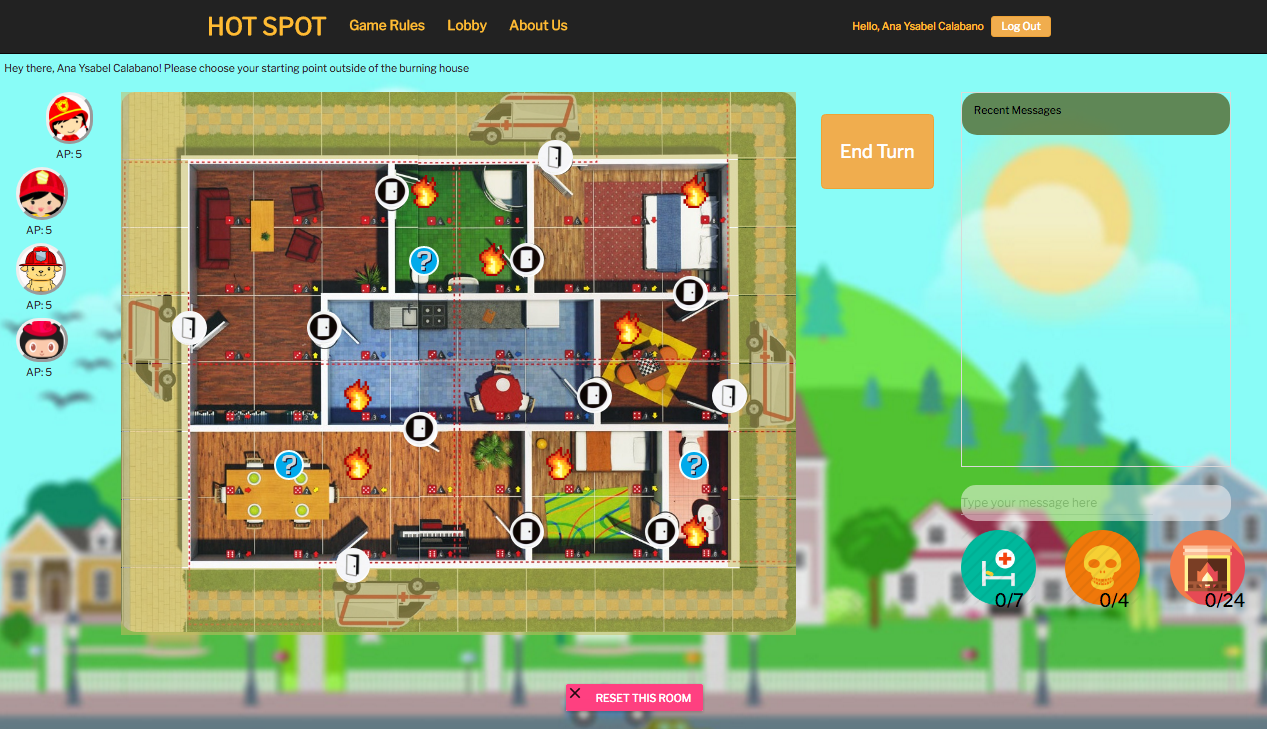 HOT SPOT Game Rules Lobby About Us Hello, Ana Ysabel Calabano Log Out
Hey there, Ana Ysabel Calabano! Please choose your starting point outside of the burning house
AP: 5
AP: 5
AP: 5
AP: 5
?
?
?
End Turn
Recent Messages
Type your message here
0/7 0/4 0/24
RESET THIS ROOM